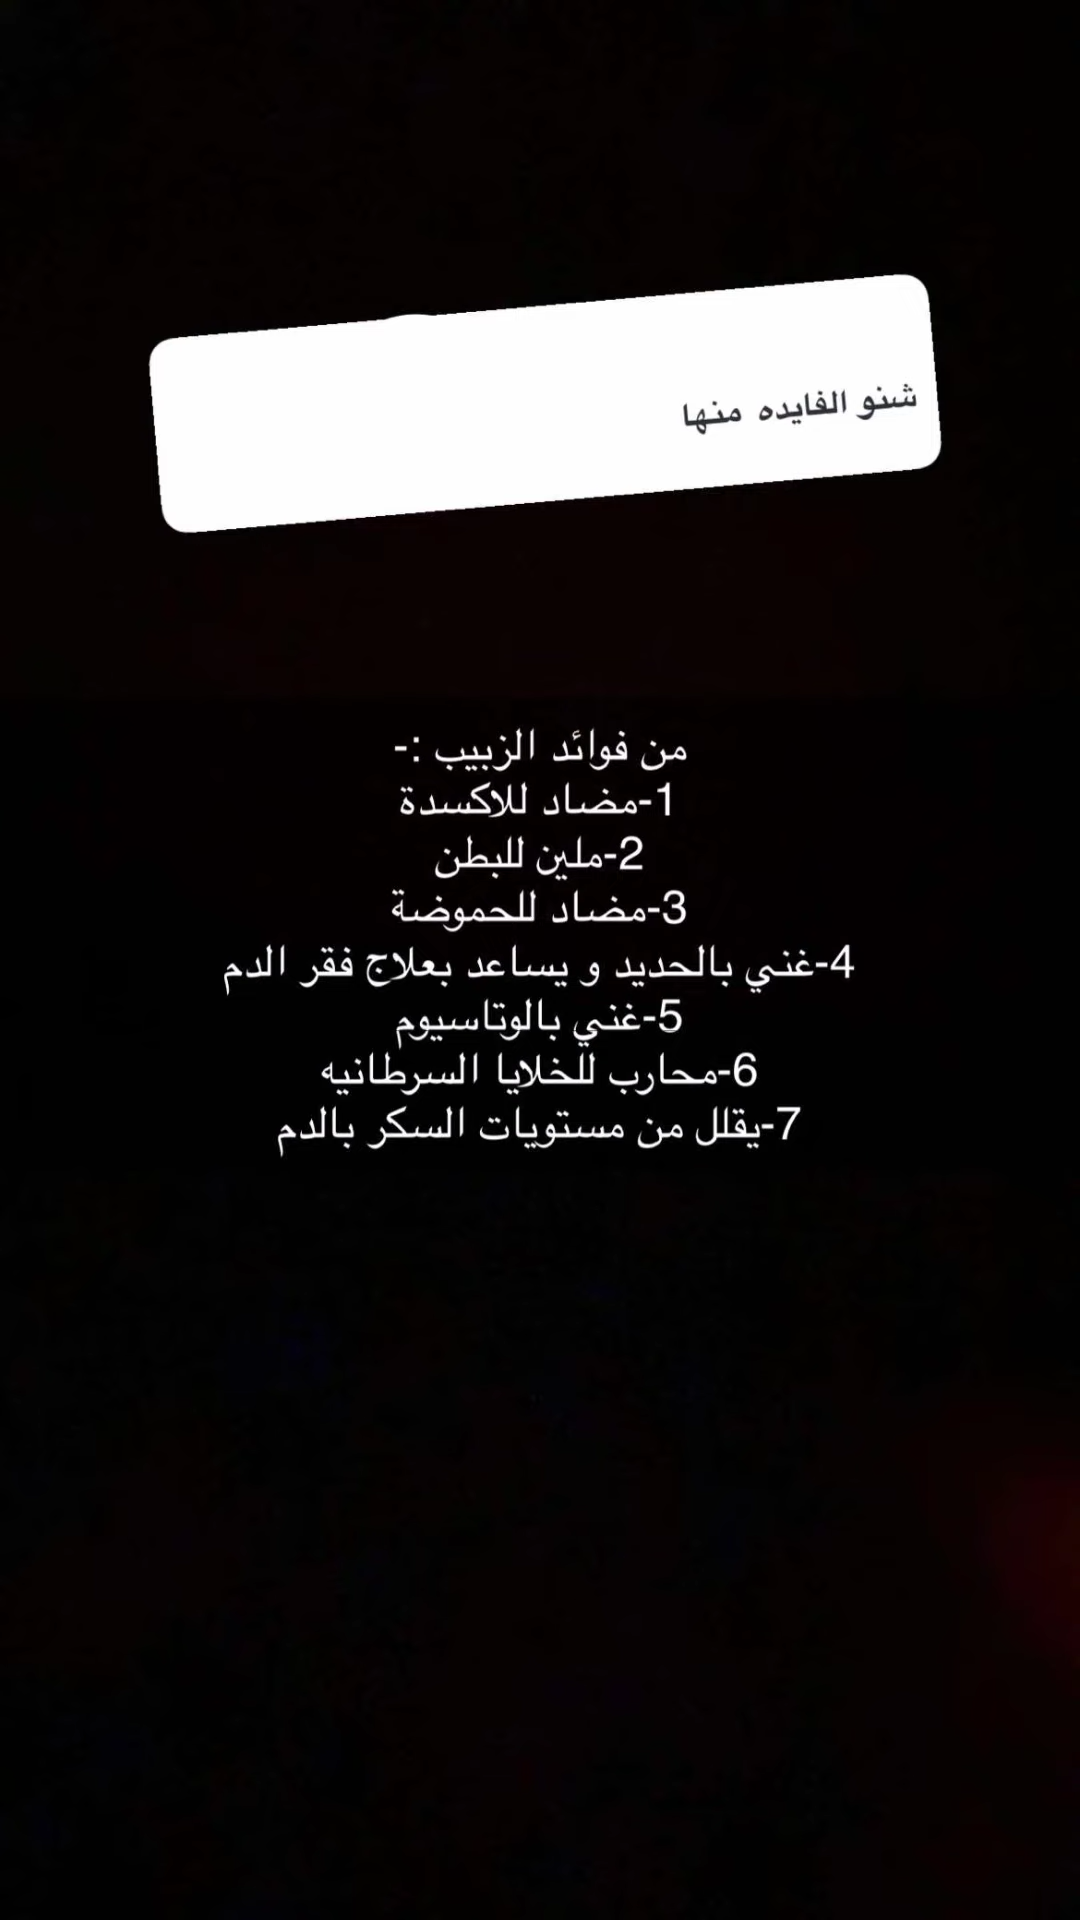 شنو الفايده منها
من فوائد الزبيب :-
1-مضاد للاكسدة
2-ملين للبطن
3-مضاد للحموضة
4-غني بالحديد و يساعد بعلاج فقر الدم
5-غني بالوتاسيوم
6-محارب للخلايا السرطانيه
7-يقلل من مستويات السكر بالدم